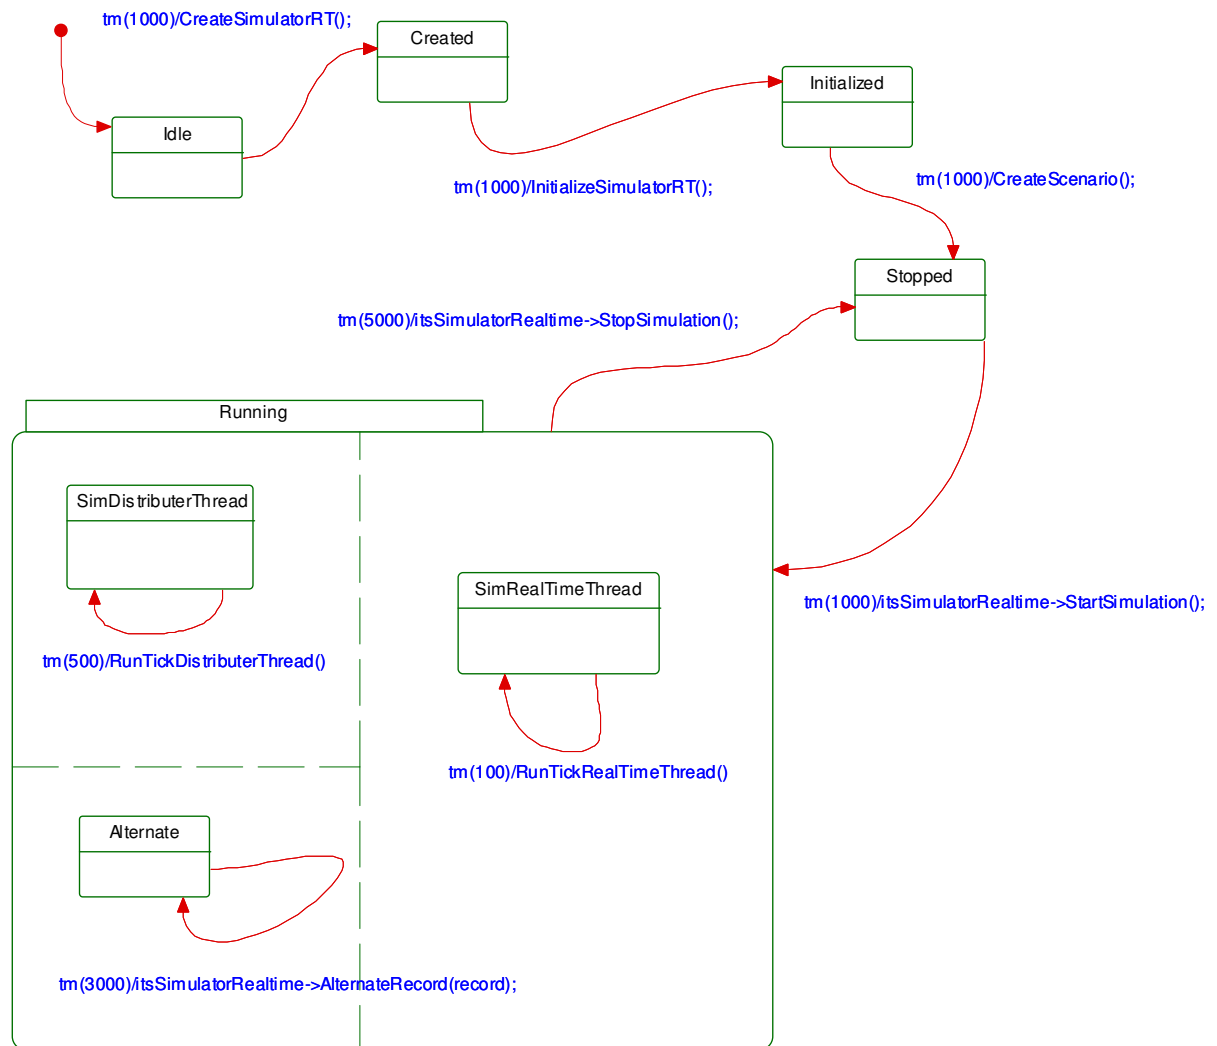 tm(1000)/CreateSimulatorRT();
Created
Initialized
Idle
tm(1000)/InitializeSimulatorRT();
tm(1000)/CreateScenario();
Stopped
tm(5000)/itsSimulatorRealtime->StopSimulation();
Running
SimDistributerThread
SimRealTimeThread
tm(1000)/itsSimulatorRealtime->StartSimulation();
tm(500)/RunTickDistributerThread()
tm(100)/RunTickRealTimeThread()
Alternate
tm(3000)/itsSimulatorRealtime->AlternateRecord(record);